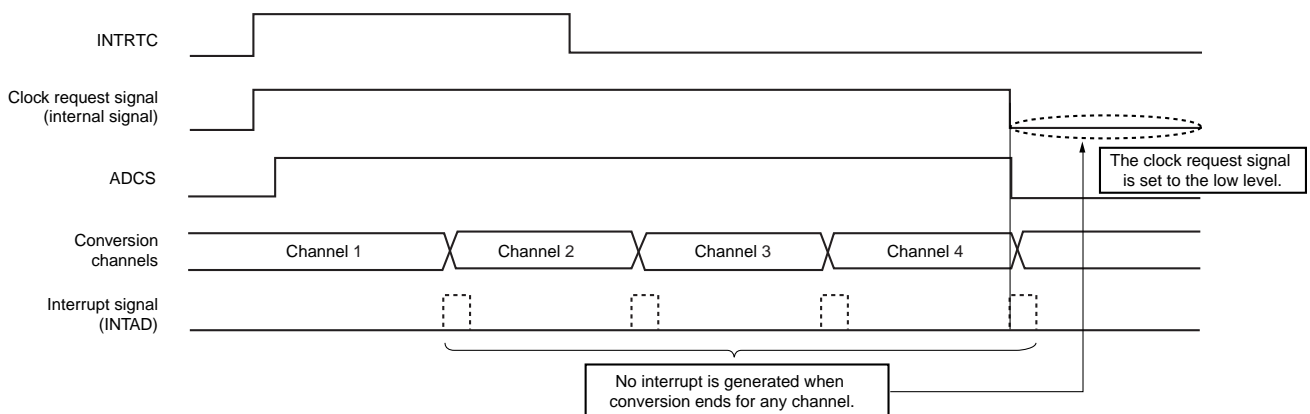 INTRTC
Clock request signal
(internal signal)
The clock request signal
is set to the low level.
ADCS
Conversion
channels
Channel 1
Channel 2
Channel 3
Channel 4
Interrupt signal
(INTAD)
No interrupt is generated when
conversion ends for any channel.